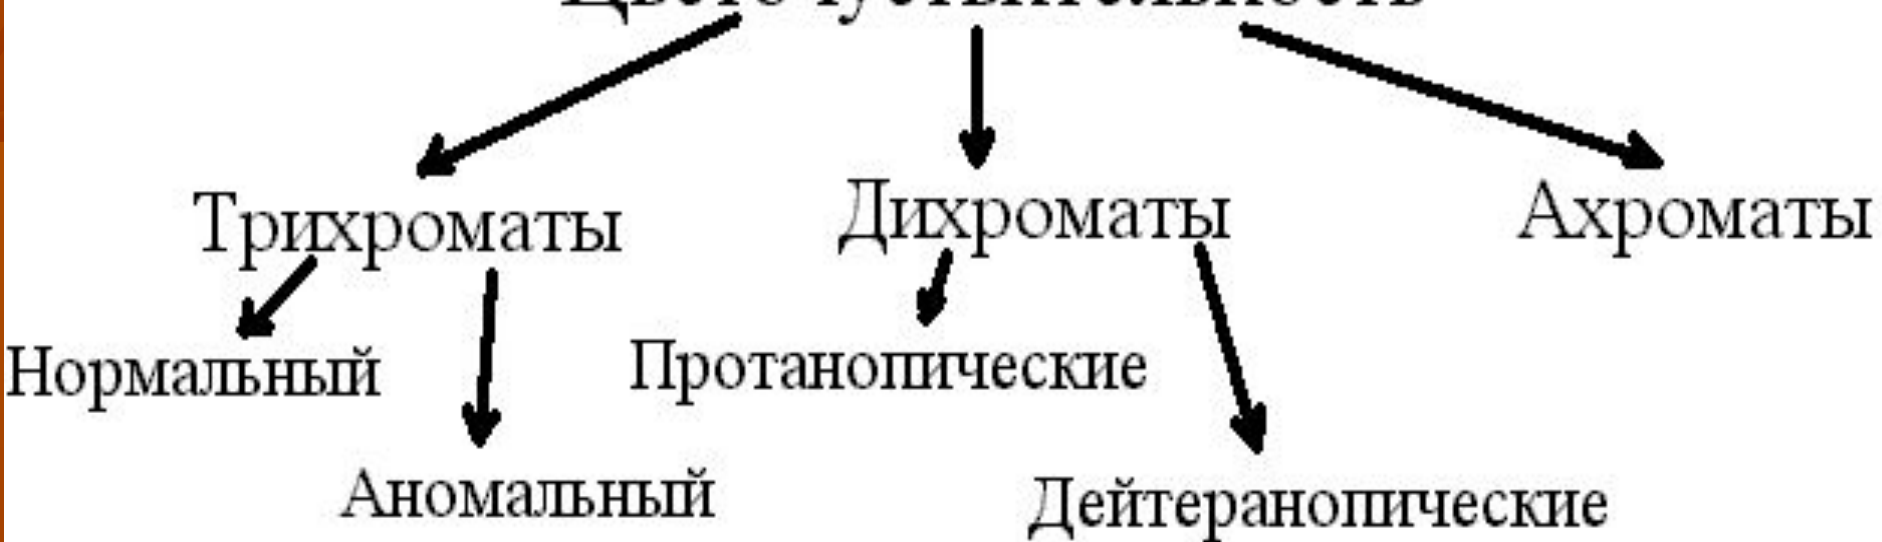 Трихроматы Дихроматы Ахроматы
Нормальный Протанопические
Аномальный Дейтеранопические